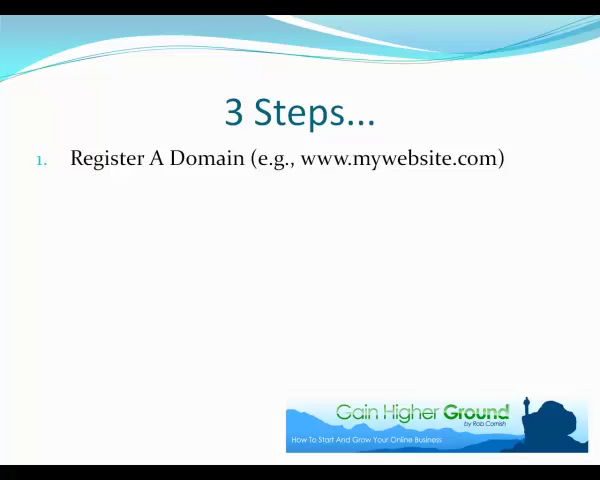 3 Steps...
1. Register A Domain (e.g., www.mywebsite.com)
Gain Higher Ground
by Rob Cornish
How To Start And Grow Your Online Business